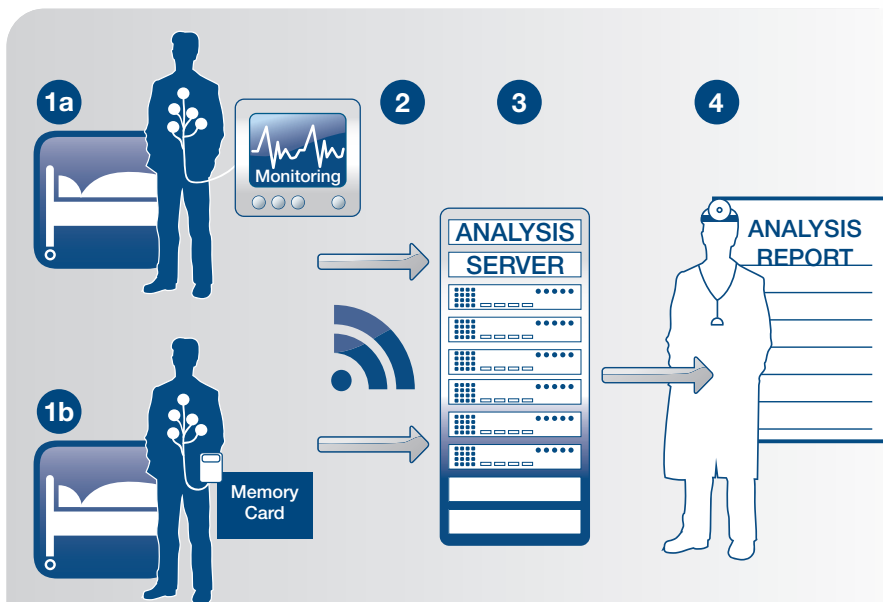 1a
2
3
4
Monitoring
ANALYSIS
SERVER
ANALYSIS
REPORT
1b
Memory
Card